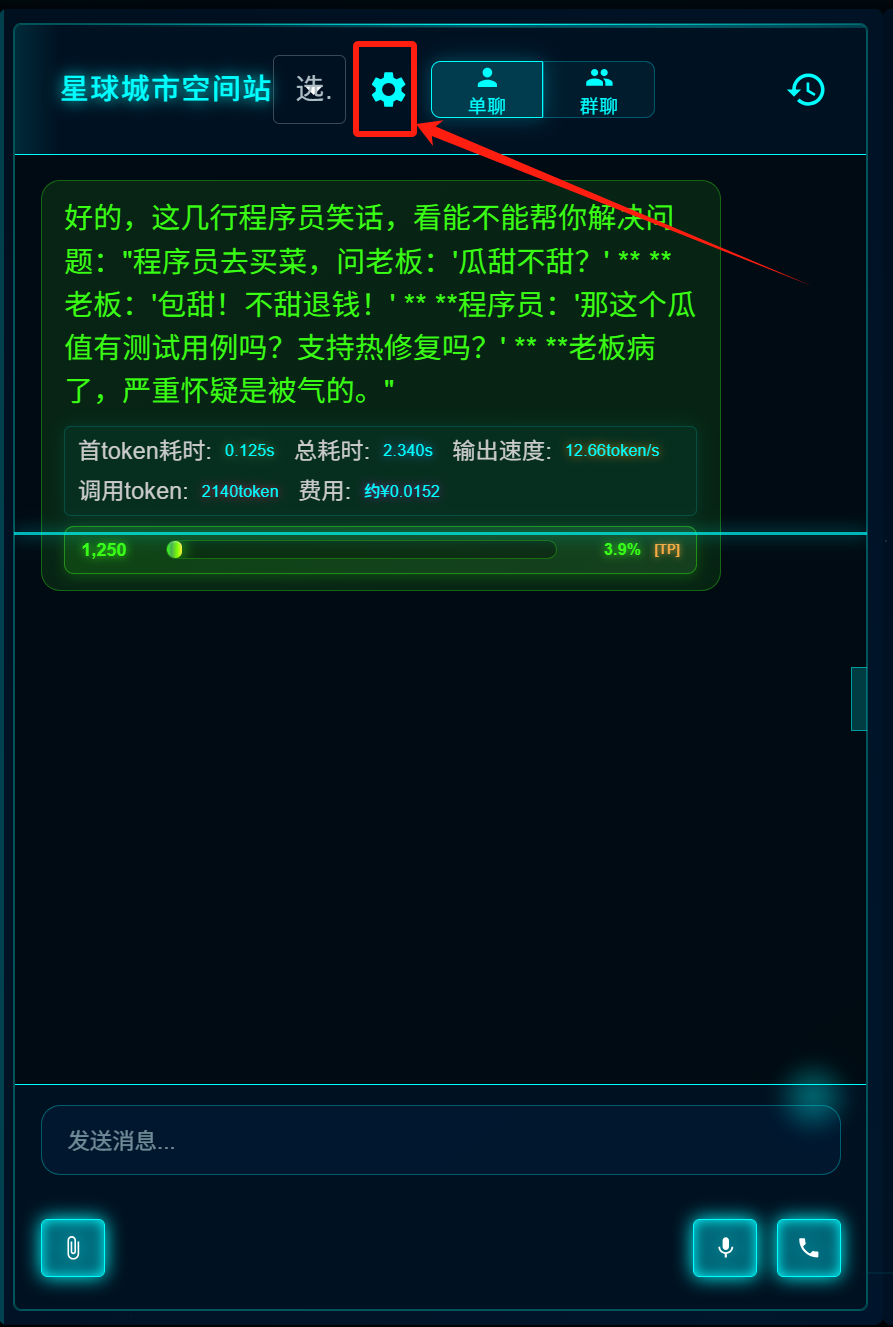 星球城市空间站
选.
单聊
群聊
好的，这几行程序员笑话，看能不能帮你解决问
题："程序员去买菜，问老板：'瓜甜不甜？' ** **
老板：'包甜！不甜退钱！' ** **程序员：'那这个瓜
值有测试用例吗？支持热修复吗？' ** **老板病
了，严重怀疑是被气的。"
首token耗时: 0.125s 总耗时: 2.340s 输出速度: 12.66token/s
调用token: 2140token 费用: 约¥0.0152
1,250 3.9% [TP]
发送消息...